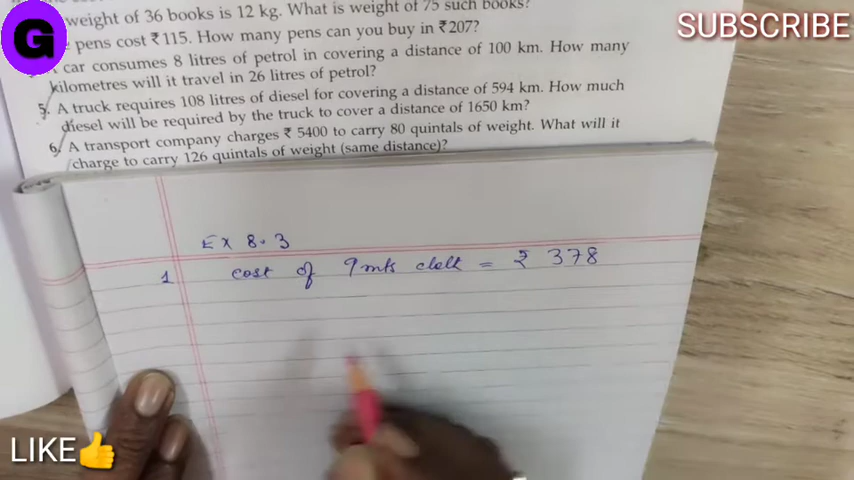 weight of 36 books is 12 kg. What is weight of 75 such books?
pens cost ₹115. How many pens can you buy in ₹207?
car consumes 8 litres of petrol in covering a distance of 100 km. How many
kilometres will it travel in 26 litres of petrol?
5. A truck requires 108 litres of diesel for covering a distance of 594 km. How much
diesel will be required by the truck to cover a distance of 1650 km?
6. A transport company charges ₹ 5400 to carry 80 quintals of weight. What will it
charge to carry 126 quintals of weight (same distance)?
Ex 8.3
1 cost of 9 mts cloth = ₹ 378
G
SUBSCRIBE
LIKE👍